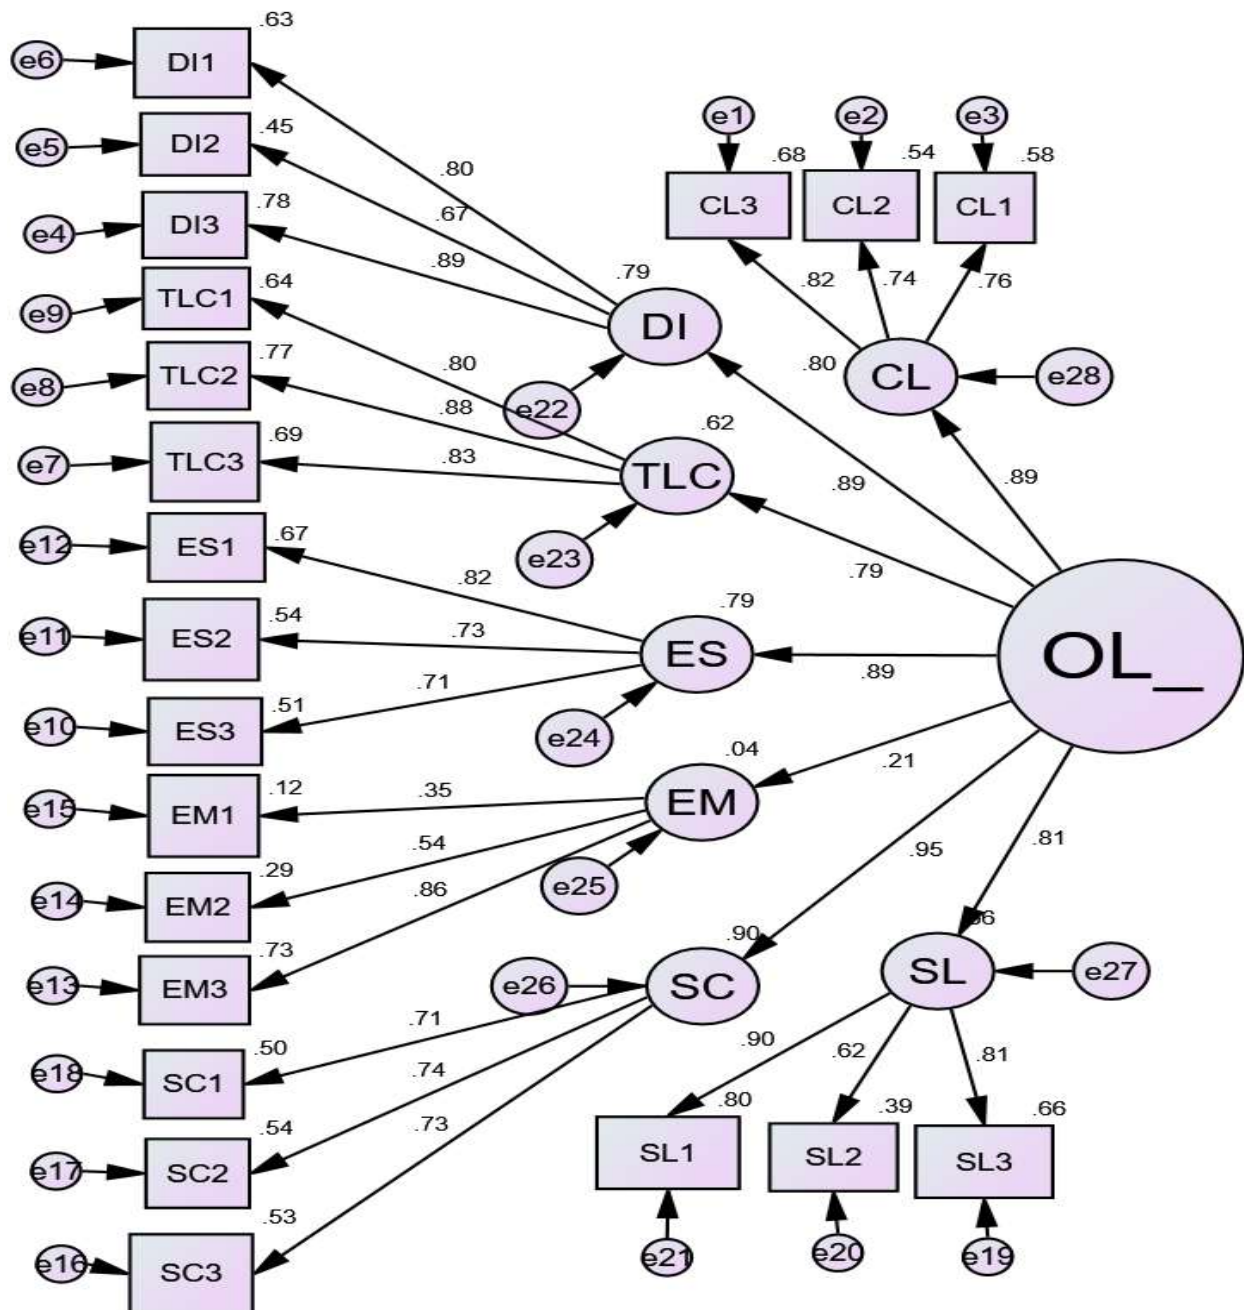 .63
e6
DI1
e5
DI2
.45
e4
DI3
.78
e9
TLC1
.64
e8
TLC2
.77
e7
TLC3
.69
e12
ES1
.67
e11
ES2
.54
e10
ES3
.51
e15
EM1
.12
e14
EM2
.29
e13
EM3
.73
e18
SC1
.50
e17
SC2
.54
e16
SC3
.53
.80
.67
.89
.79
DI
e22
.80
.88
.83
.62
TLC
e23
.82
.73
.71
.79
ES
e24
.35
.54
.86
.04
EM
e25
.71
.74
.73
.90
SC
e26
e1
e2
e3
.68
.54
.58
CL3
CL2
CL1
.82
.74
.76
.80
CL
e28
.89
.89
.79
.89
.21
.95
.81
OL_
SL
e27
.90
.62
.81
.80
.39
.66
SL1
SL2
SL3
e21
e20
e19